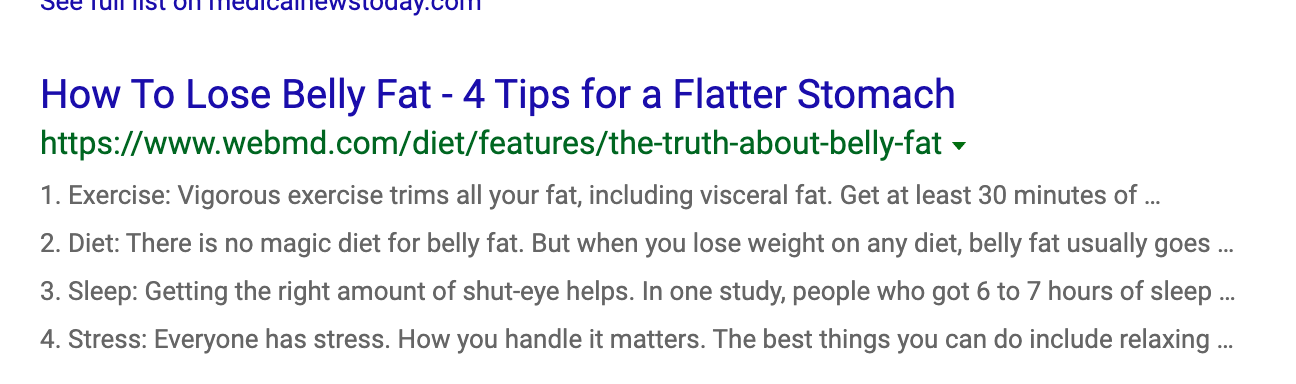 See full list on medicalnewstoday.com
How To Lose Belly Fat - 4 Tips for a Flatter Stomach
https://www.webmd.com/diet/features/the-truth-about-belly-fat
1. Exercise: Vigorous exercise trims all your fat, including visceral fat. Get at least 30 minutes of ...
2. Diet: There is no magic diet for belly fat. But when you lose weight on any diet, belly fat usually goes ...
3. Sleep: Getting the right amount of shut-eye helps. In one study, people who got 6 to 7 hours of sleep ...
4. Stress: Everyone has stress. How you handle it matters. The best things you can do include relaxing ...